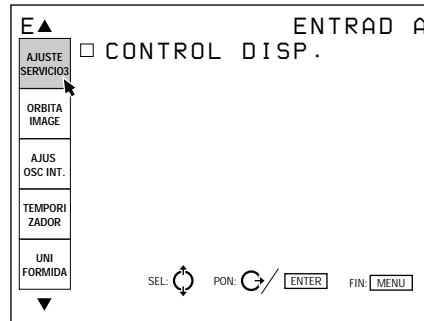 E▲ ENTRAD A
AJUSTE
SERVICIO3
□ CONTROL DISP.
ORBITA
IMAGE
AJUS
OSC INT.
TEMPORI
ZADOR
UNI
FORMIDA
▼
SEL: PON: / ENTER FIN: MENU